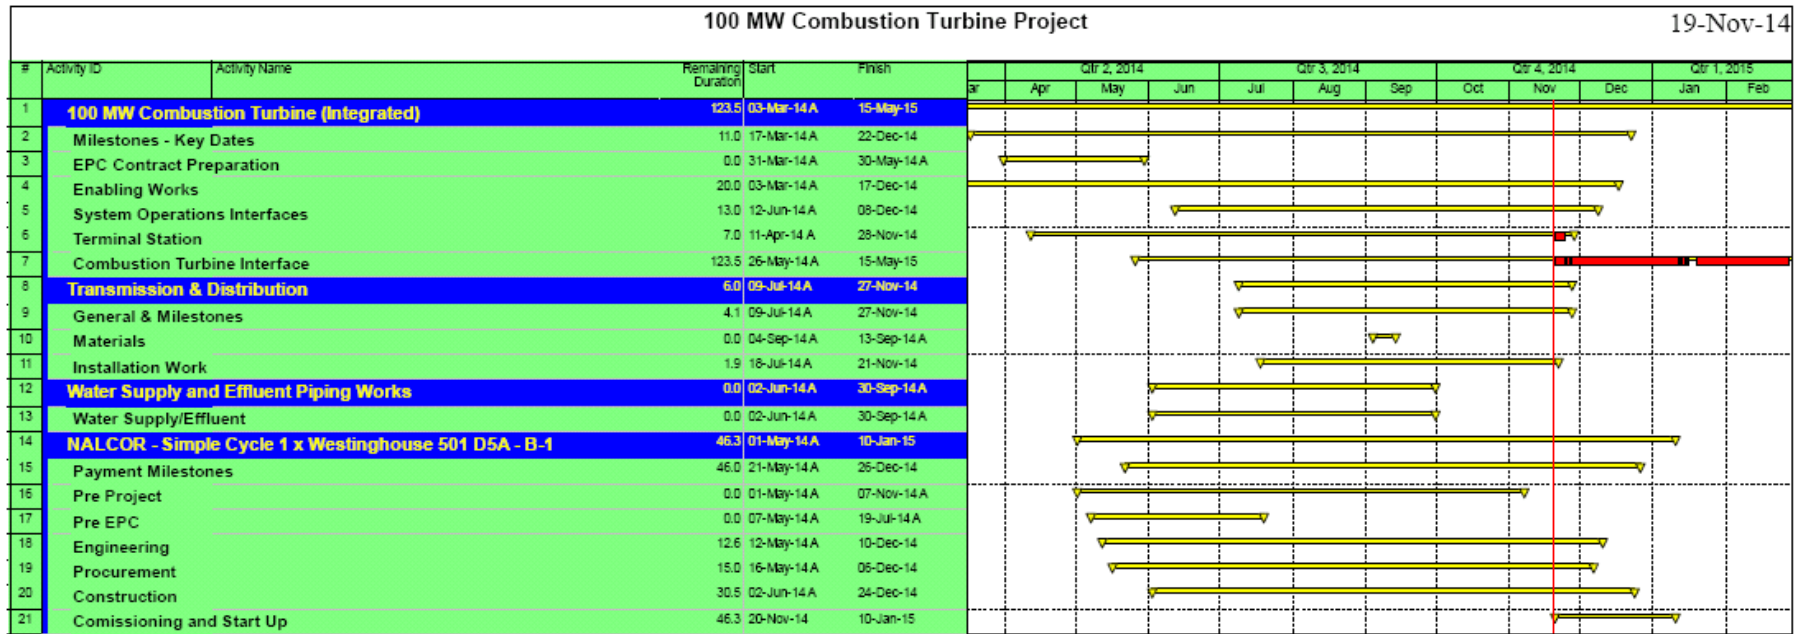 100 MW Combustion Turbine Project
19-Nov-14
# Activity ID Activity Name Remaining Duration Start Finish
Qtr 2, 2014 Qtr 3, 2014 Qtr 4, 2014 Qtr 1, 2015
ar Apr May Jun Jul Aug Sep Oct Nov Dec Jan Feb
1 100 MW Combustion Turbine (Integrated) 123.5 03-Mar-14 A 15-May-15
2 Milestones - Key Dates 11.0 17-Mar-14 A 22-Dec-14
3 EPC Contract Preparation 0.0 31-Mar-14 A 30-May-14 A
4 Enabling Works 20.0 03-Mar-14 A 17-Dec-14
5 System Operations Interfaces 13.0 12-Jun-14 A 08-Dec-14
6 Terminal Station 7.0 11-Apr-14 A 28-Nov-14
7 Combustion Turbine Interface 123.5 26-May-14 A 15-May-15
8 Transmission & Distribution 6.0 09-Jul-14 A 27-Nov-14
9 General & Milestones 4.1 09-Jul-14 A 27-Nov-14
10 Materials 0.0 04-Sep-14 A 13-Sep-14 A
11 Installation Work 1.9 18-Jul-14 A 21-Nov-14
12 Water Supply and Effluent Piping Works 0.0 02-Jun-14 A 30-Sep-14 A
13 Water Supply/Effluent 0.0 02-Jun-14 A 30-Sep-14 A
14 NALCOR - Simple Cycle 1 x Westinghouse 501 D5A - B-1 46.3 01-May-14 A 10-Jan-15
15 Payment Milestones 46.0 21-May-14 A 26-Dec-14
16 Pre Project 0.0 01-May-14 A 07-Nov-14 A
17 Pre EPC 0.0 07-May-14 A 19-Jul-14 A
18 Engineering 12.6 12-May-14 A 10-Dec-14
19 Procurement 15.0 16-May-14 A 06-Dec-14
20 Construction 30.5 02-Jun-14 A 24-Dec-14
21 Comissioning and Start Up 46.3 20-Nov-14 10-Jan-15